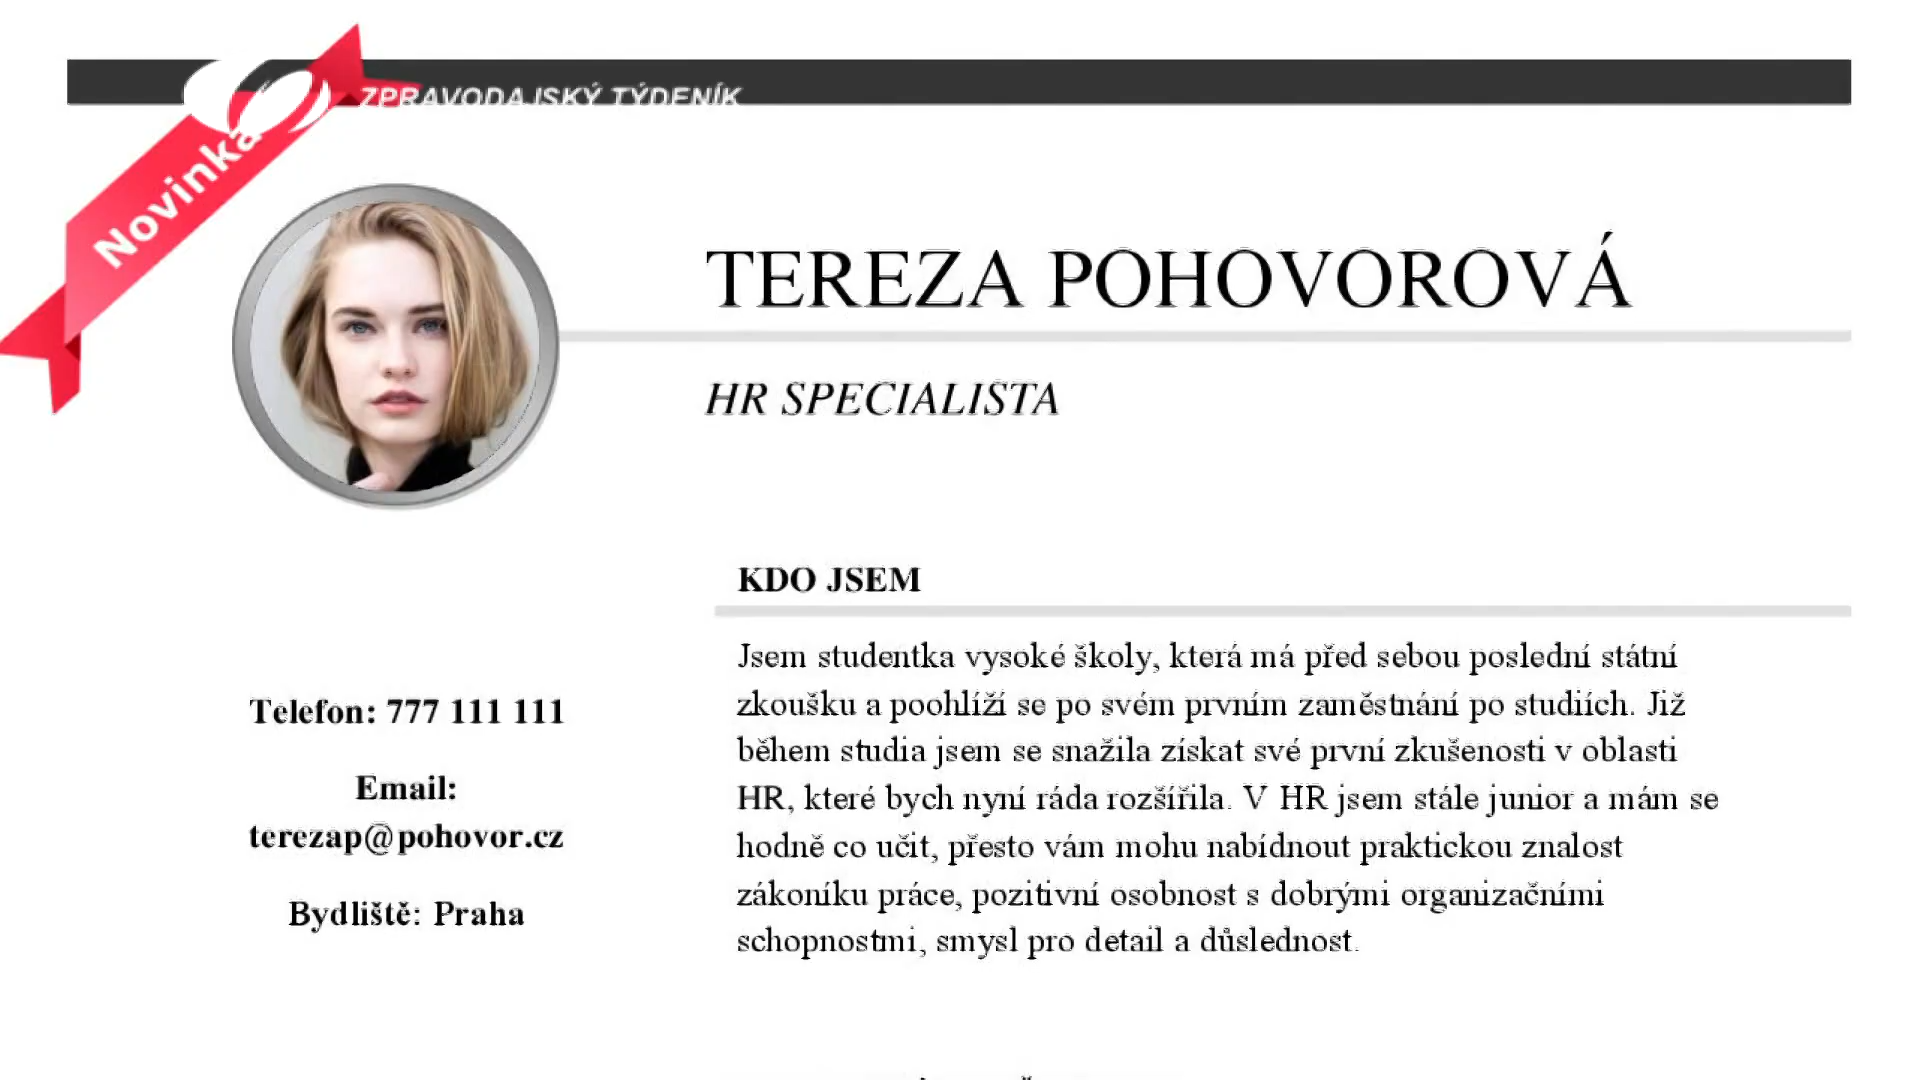 ZPRAVODAJSKÝ TÝDENÍK
Novinka
TEREZA POHOVOROVÁ
HR SPECIALISTA
KDO JSEM
Jsem studentka vysoké školy, která má před sebou poslední státní
zkoušku a poohlíží se po svém prvním zaměstnání po studiích. Již
během studia jsem se snažila získat své první zkušenosti v oblasti
HR, které bych nyní ráda rozšířila. V HR jsem stále junior a mám se
hodně co učit, přesto vám mohu nabídnout praktickou znalost
zákoníku práce, pozitivní osobnost s dobrými organizačními
schopnostmi, smysl pro detail a důslednost.
Telefon: 777 111 111
Email:
terezap@pohovor.cz
Bydliště: Praha